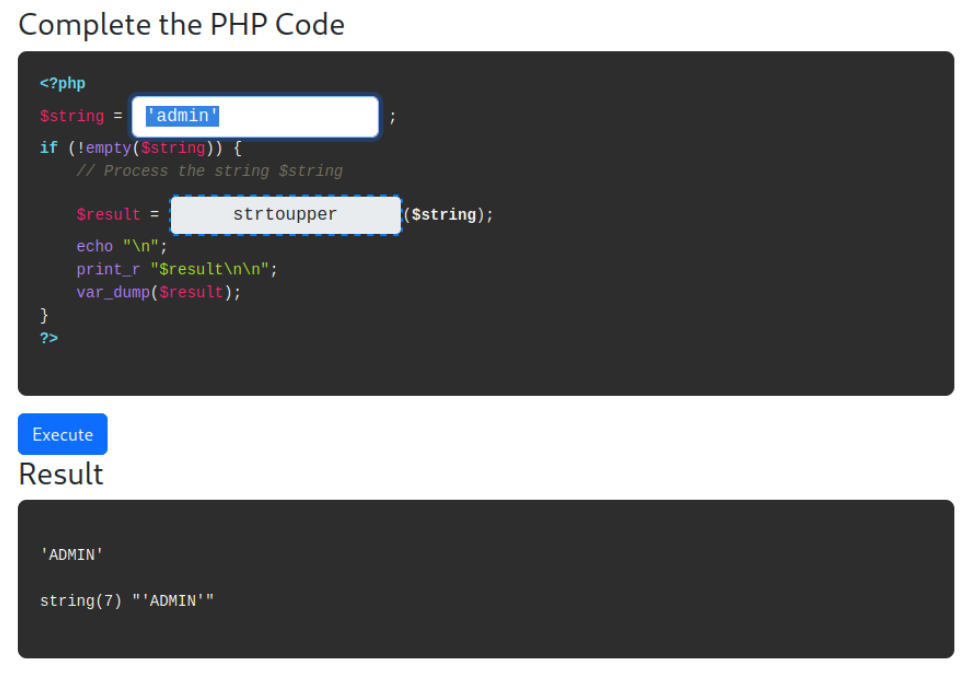 Complete the PHP Code
<?php
$string = 'admin' ;
if (!empty($string)) {
// Process the string $string
$result = strtoupper ($string);
echo "\n";
print_r "$result\n\n";
var_dump($result);
}
?>
Execute
Result
'ADMIN'
string(7) "'ADMIN'"